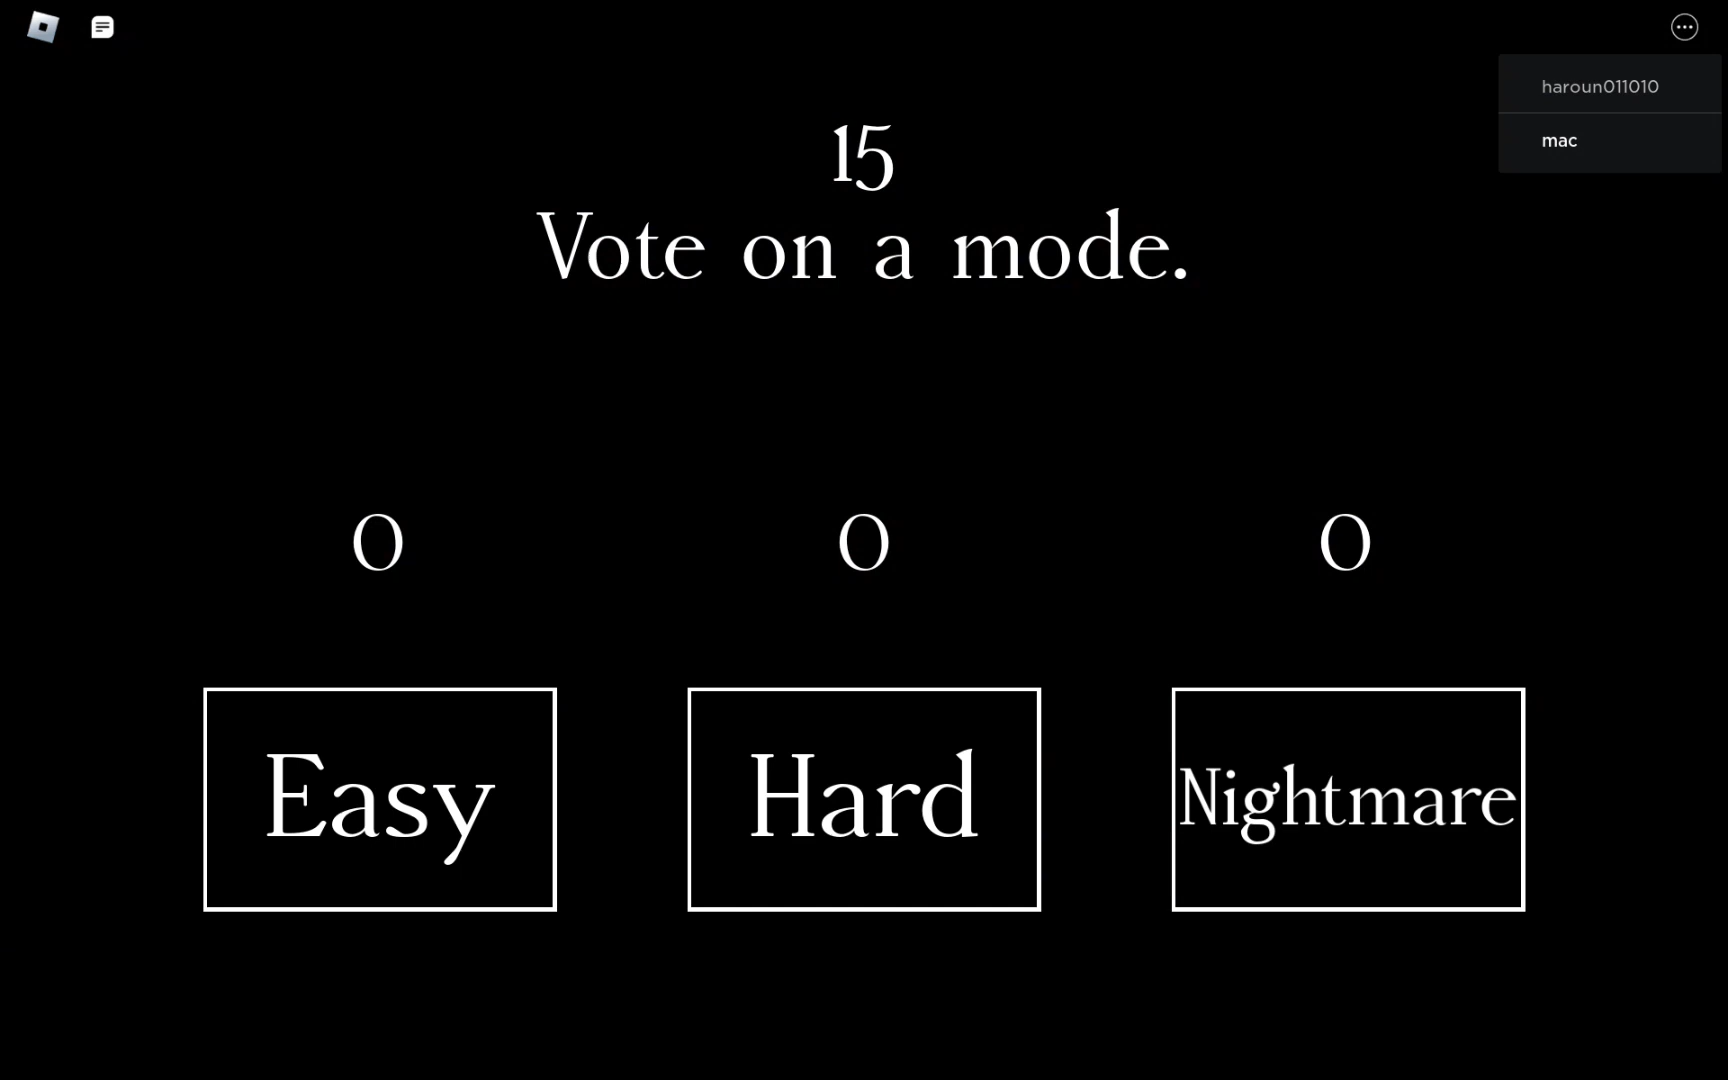 haroun011010
mac
15
Vote on a mode.
0
0
0
Easy
Hard
Nightmare